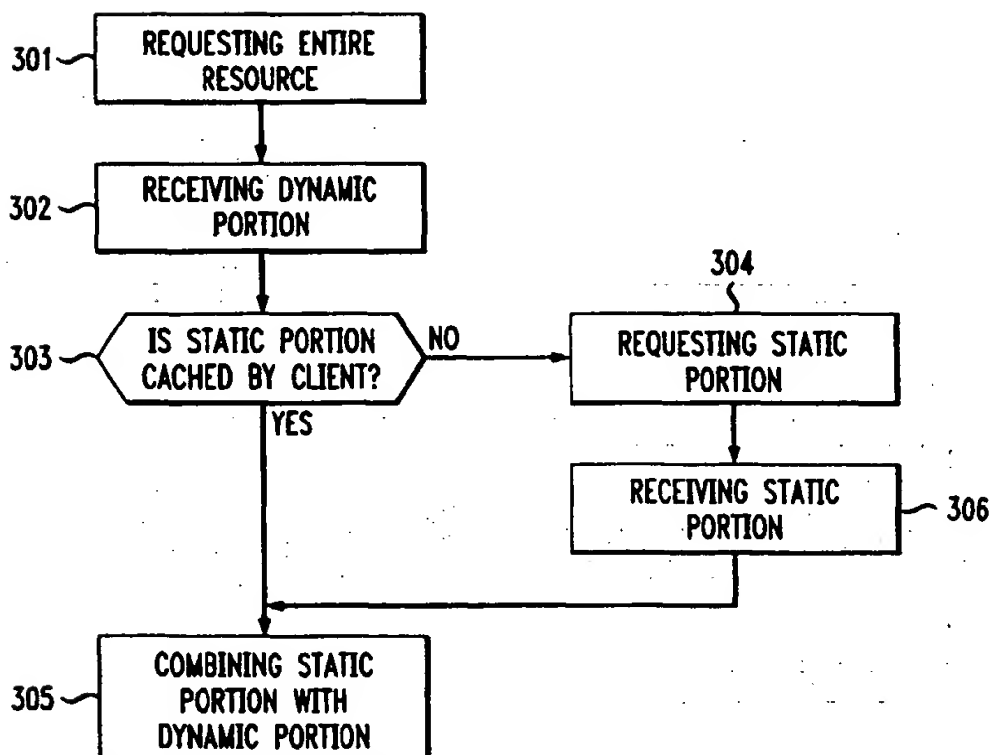 301
REQUESTING ENTIRE
RESOURCE
302
RECEIVING DYNAMIC
PORTION
303
IS STATIC PORTION
CACHED BY CLIENT?
NO
YES
304
REQUESTING STATIC
PORTION
RECEIVING STATIC
PORTION
306
305
COMBINING STATIC
PORTION WITH
DYNAMIC PORTION